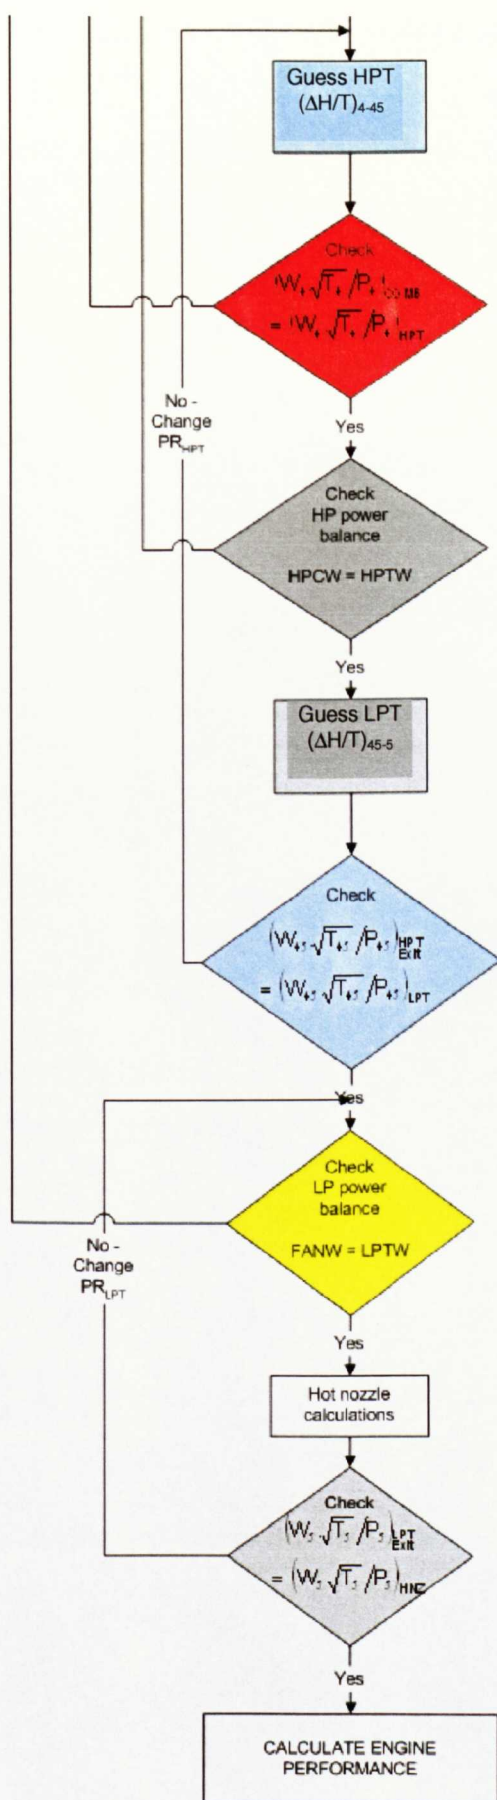 Guess HPT
(ΔH/T)4-45
Check
(W4 √T4 /P4)COMB
= (W4 √T4 /P4)HPT
No -
Change
PRHPT
Yes
Check
HP power
balance
HPCW = HPTW
Yes
Guess LPT
(ΔH/T)45-5
Check
(W45 √T45 /P45)HPT Exit
= (W45 √T45 /P45)LPT
Yes
Check
LP power
balance
FANW = LPTW
No -
Change
PRLPT
Yes
Hot nozzle
calculations
Check
(W5 √T5 /P5)LPT Exit
= (W5 √T5 /P5)HNZ
Yes
CALCULATE ENGINE
PERFORMANCE